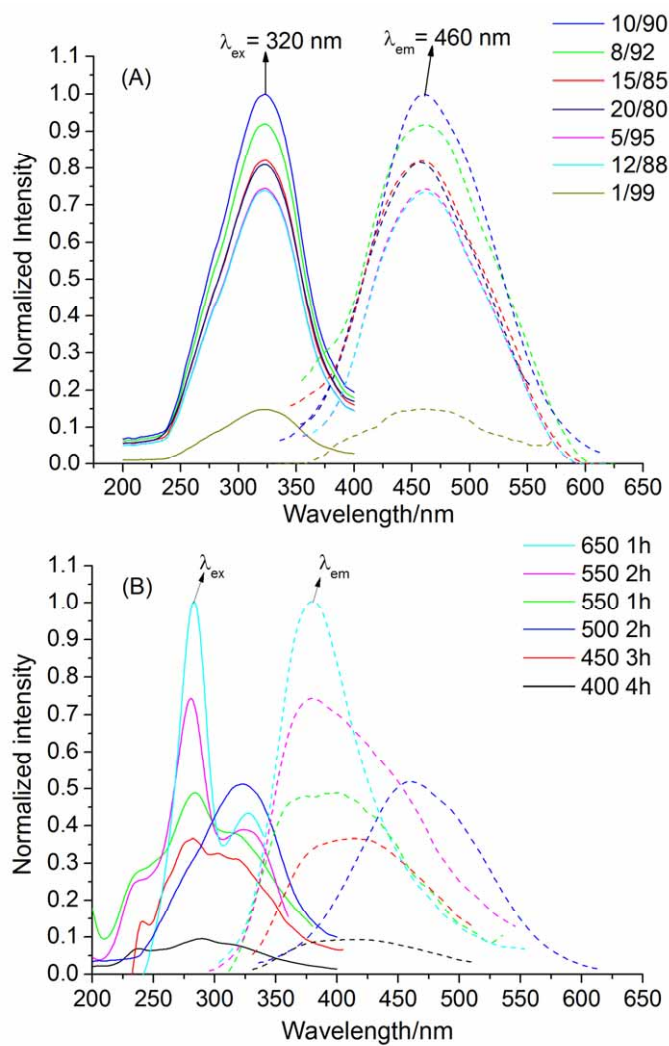 (A)
λex = 320 nm
λem = 460 nm
10/90
8/92
15/85
20/80
5/95
12/88
1/99
Normalized Intensity
1.1
1.0
0.9
0.8
0.7
0.6
0.5
0.4
0.3
0.2
0.1
0.0
200 250 300 350 400 450 500 550 600 650
Wavelength/nm
(B)
λex
λem
650 1h
550 2h
550 1h
500 2h
450 3h
400 4h
Normalized intensity
1.1
1.0
0.9
0.8
0.7
0.6
0.5
0.4
0.3
0.2
0.1
0.0
200 250 300 350 400 450 500 550 600 650
Wavelength/nm